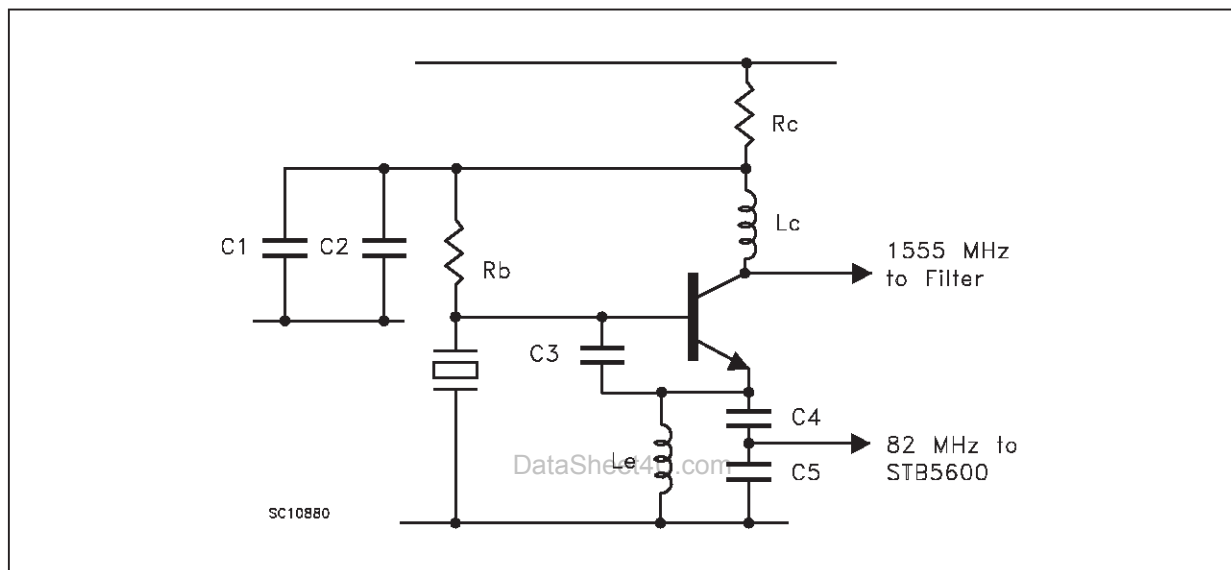 Rc
Lc
C1
C2
Rb
1555 MHz
to Filter
C3
C4
Le
DataSheet4U.com
82 MHz to
C5
STB5600
SC10880